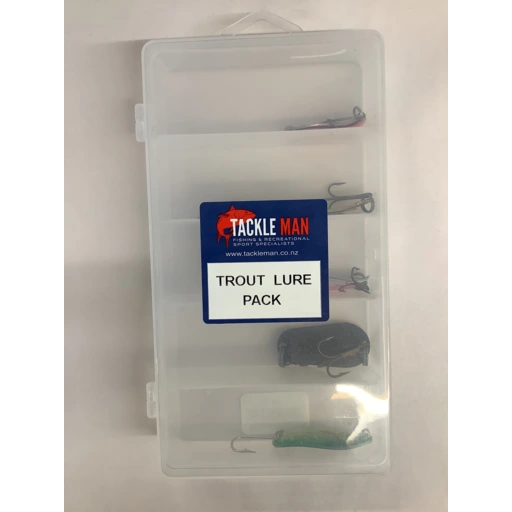 TACKLE MAN
FISHING & RECREATIONAL
SPORT SPECIALISTS
www.tackleman.co.nz
TROUT LURE
PACK